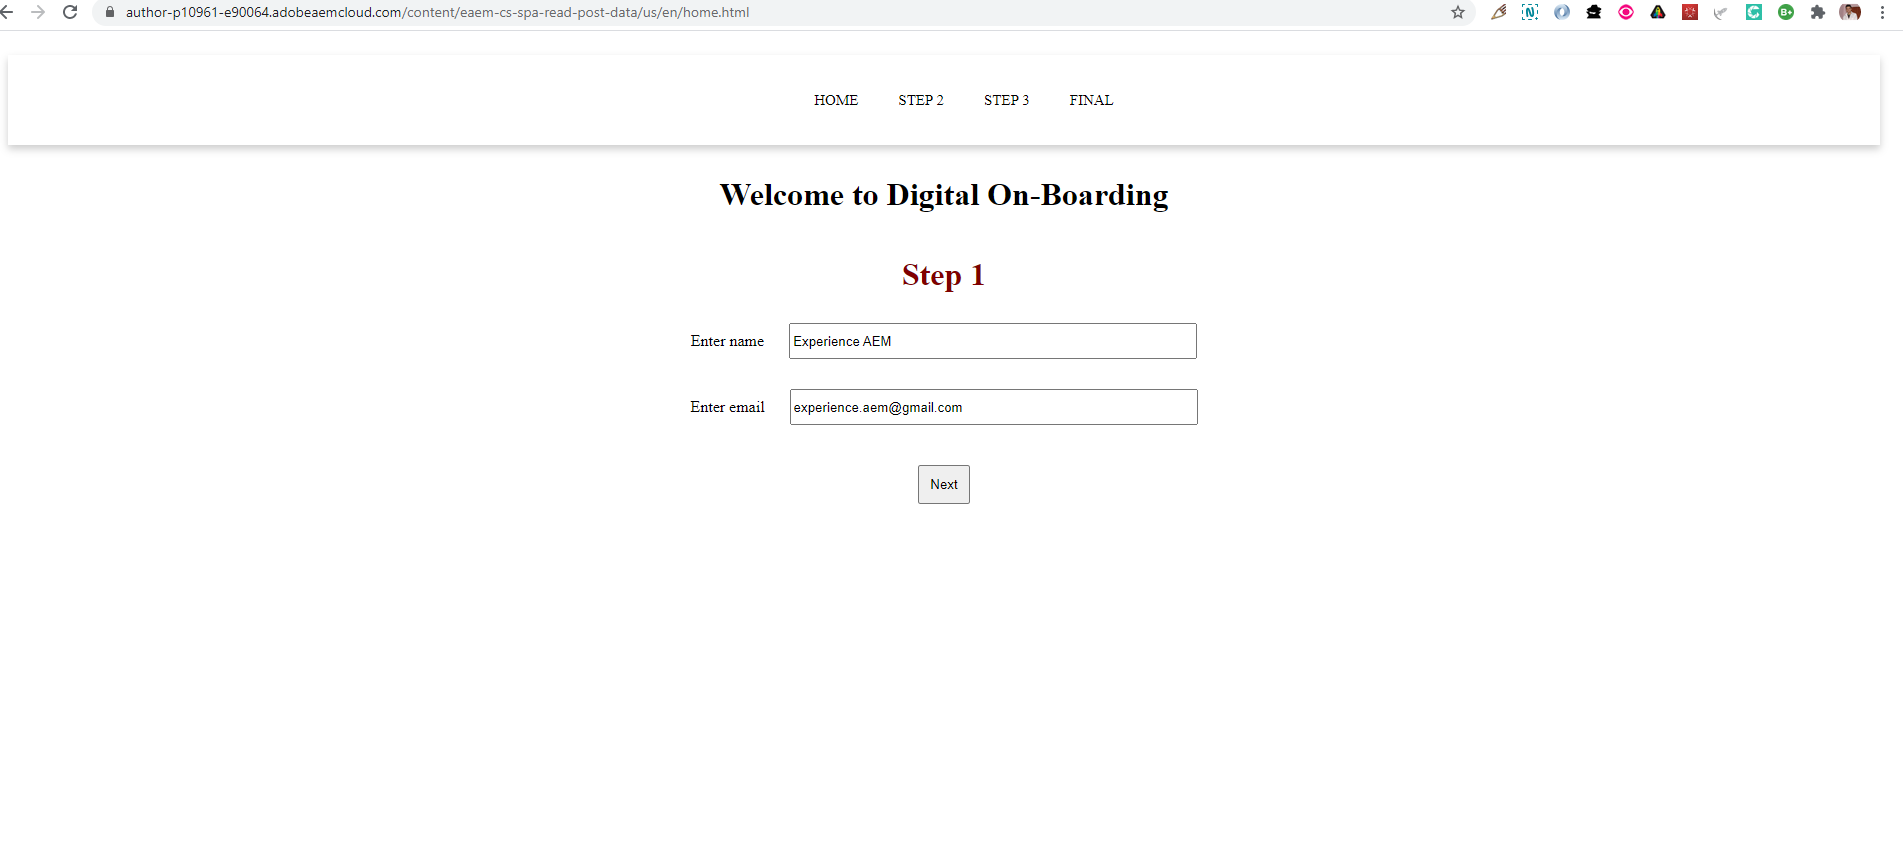 author-p10961-e90064.adobeaemcloud.com/content/eaem-cs-spa-read-post-data/us/en/home.html
N
B+
HOME STEP 2 STEP 3 FINAL
Welcome to Digital On-Boarding
Step 1
Enter name Experience AEM
Enter email experience.aem@gmail.com
Next